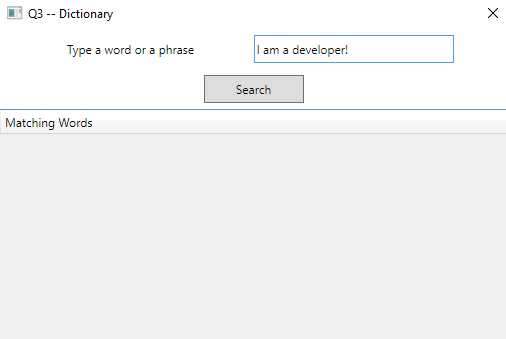 Q3 -- Dictionary
Type a word or a phrase
I am a developer!
Search
Matching Words